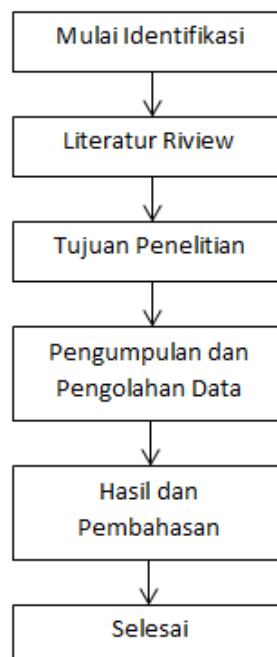 Mulai Identifikasi
Literatur Riview
Tujuan Penelitian
Pengumpulan dan
Pengolahan Data
Hasil dan
Pembahasan
Selesai